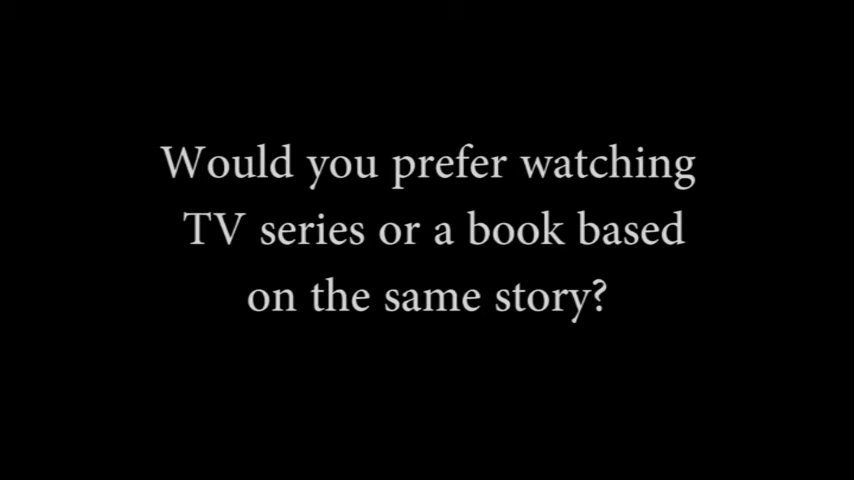 Would you prefer watching
TV series or a book based
on the same story?